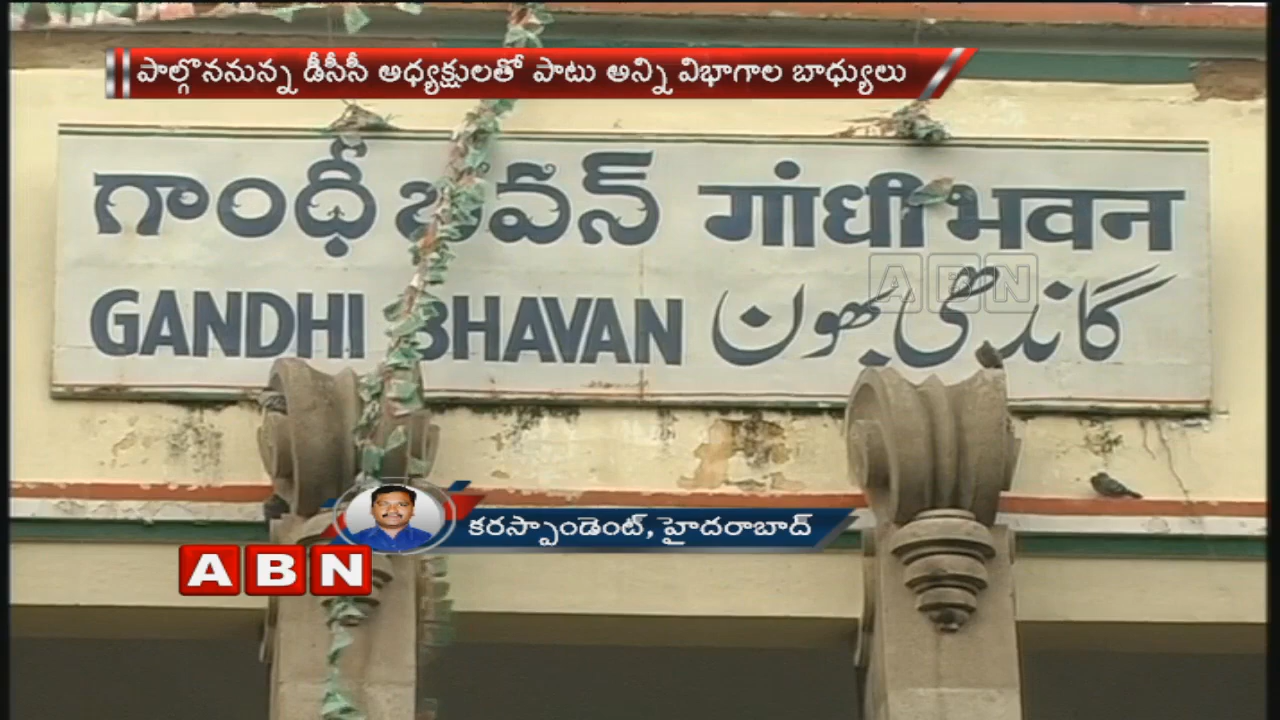 పాల్గొననున్న డీసీసీ అధ్యక్షులతో పాటు అన్ని విభాగాల బాధ్యులు
గాంధీ భవన్ गांधी भवन
GANDHI BHAVAN گاندھی بھون
ABN
కరస్పాండెంట్, హైదరాబాద్
ABN